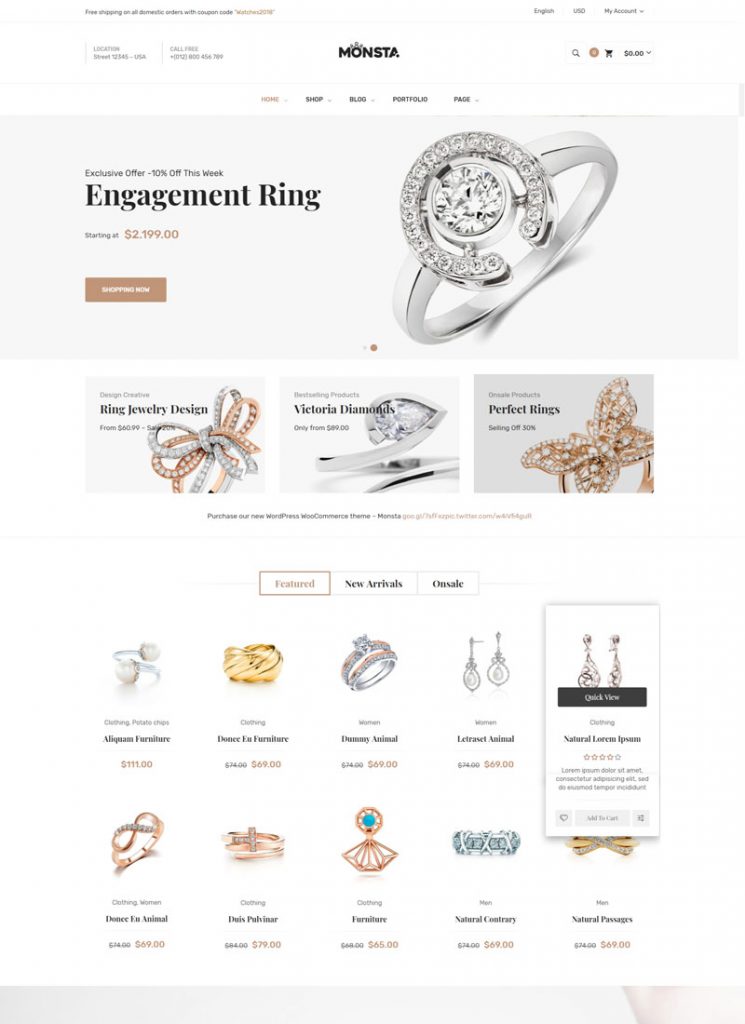 Free shipping on all domestic orders with coupon code "Watches2018"
English USD My Account
LOCATION
Street 12345 - USA
CALL FREE
+(012) 800 456 789
MONSTA
0 $0.00
HOME SHOP BLOG PORTFOLIO PAGE
Exclusive Offer -10% Off This Week
Engagement Ring
Starting at $2.199.00
SHOPPING NOW
Design Creative
Ring Jewelry Design
From $60.99 – Sale 20%
Bestselling Products
Victoria Diamonds
Only from $89.00
Onsale Products
Perfect Rings
Selling Off 30%
Purchase our new WordPress WooCommerce theme – Monsta
Featured New Arrivals Onsale
Quick View
Clothing, Potato chips
Aliquam Furniture
$111.00
Clothing
Donec Eu Furniture
$74.00 $69.00
Women
Dummy Animal
$74.00 $69.00
Women
Letraset Animal
$74.00 $69.00
Clothing
Natural Lorem Ipsum
Lorem ipsum dolor sit amet,
consectetur adipisicing elit, sed
do eiusmod tempor incididunt
Add To Cart
Clothing, Women
Donec Eu Animal
$74.00 $69.00
Clothing
Duis Pulvinar
$84.00 $79.00
Clothing
Furniture
$68.00 $65.00
Men
Natural Contrary
$74.00 $69.00
Men
Natural Passages
$74.00 $69.00